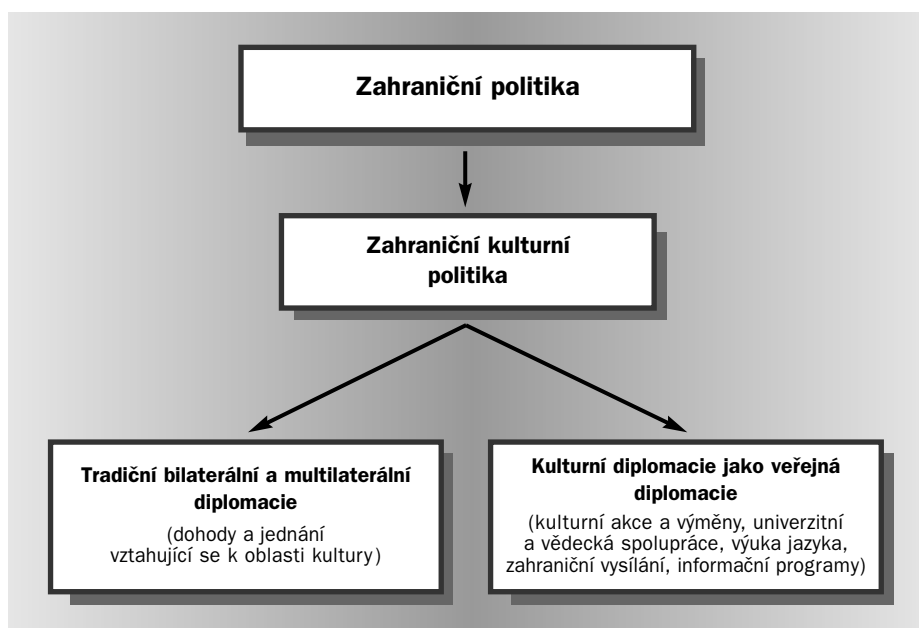 Zahraniční politika
Zahraniční kulturní
politika
Tradiční bilaterální a multilaterální
diplomacie
(dohody a jednání
vztahující se k oblasti kultury)
Kulturní diplomacie jako veřejná
diplomacie
(kulturní akce a výměny, univerzitní
a vědecká spolupráce, výuka jazyka,
zahraniční vysílání, informační programy)